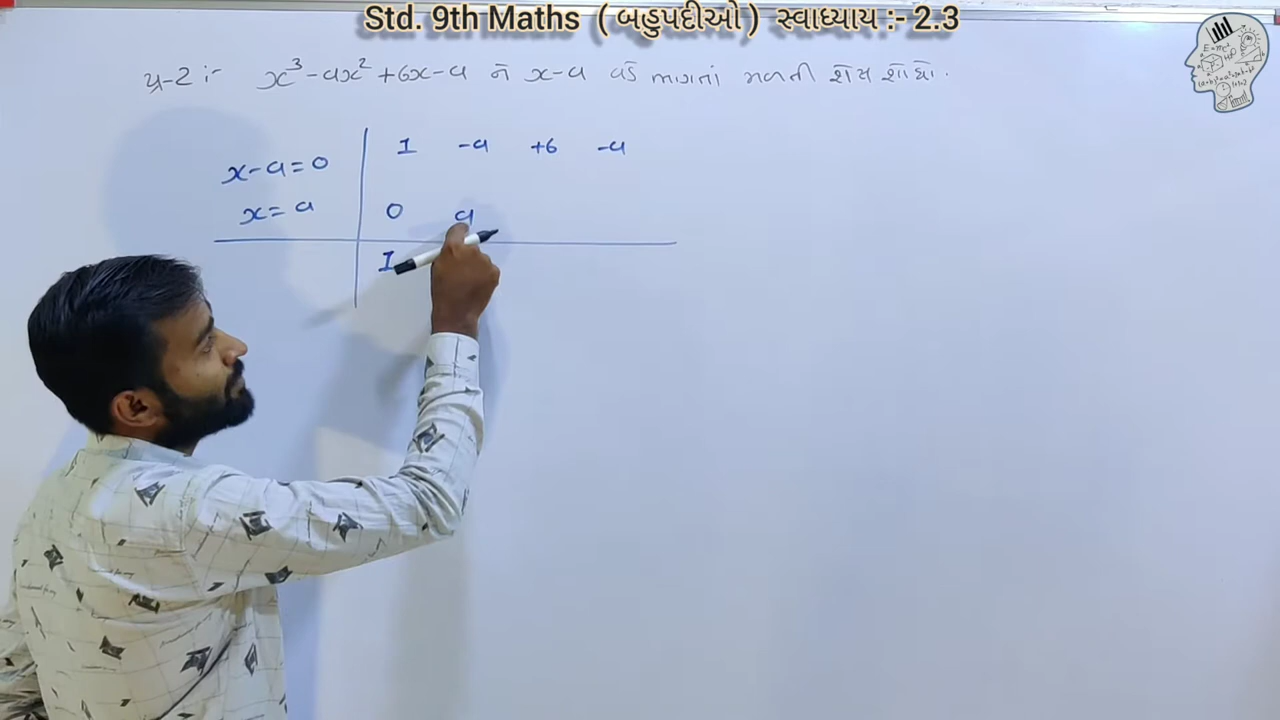 Std. 9th Maths ( બહુપદીઓ ) સ્વાધ્યાય :- 2.3
પ્ર-2 :- x³ - ax² + 6x - a ને x - a વડે ભાગતાં મળતી શેષ શોધો.
1 -a +6 -a
x - a = 0
x = a 0 a
1